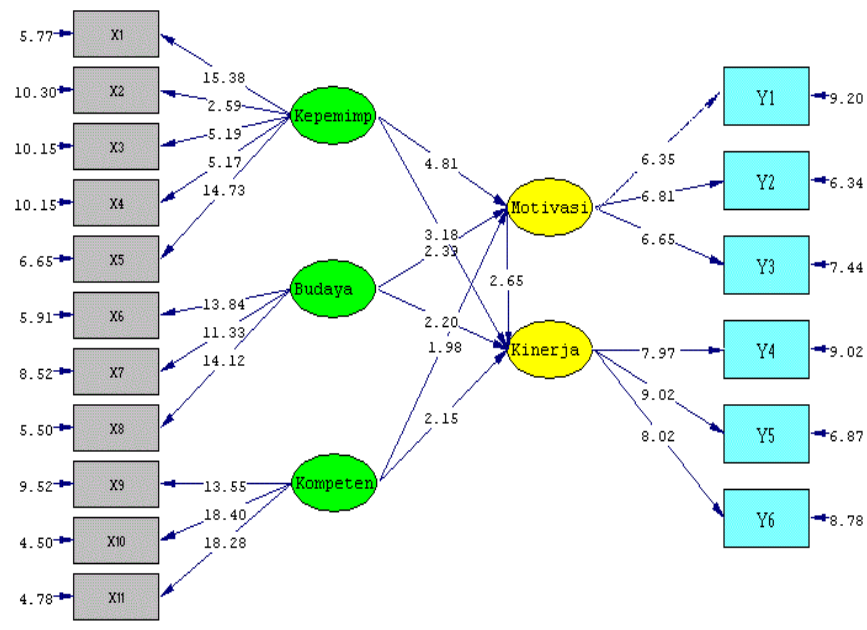 5.77
X1
10.30
X2
10.15
X3
10.15
X4
6.65
X5
5.91
X6
8.52
X7
5.50
X8
9.52
X9
4.50
X10
4.78
X11
15.38
2.59
5.19
5.17
14.73
13.84
11.33
14.12
13.55
18.40
18.28
Kepemimp
Budaya
Kompeten
4.81
3.18
2.39
2.20
1.98
2.15
2.65
Motivasi
Kinerja
6.35
6.81
6.65
7.97
9.02
8.02
Y1
9.20
Y2
6.34
Y3
7.44
Y4
9.02
Y5
6.87
Y6
8.78